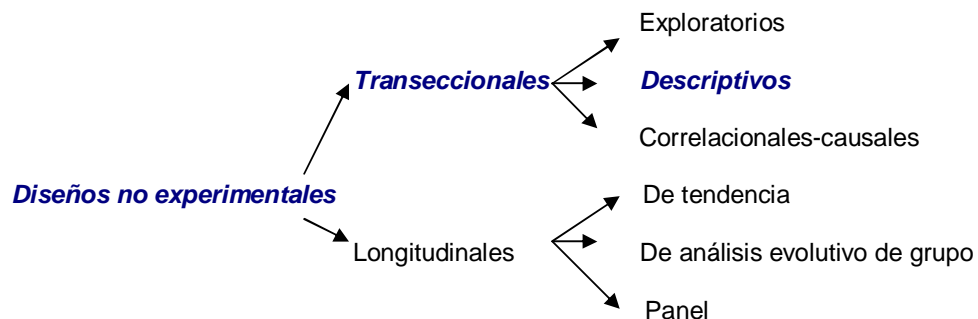 Exploratorios
Transeccionales
Descriptivos
Correlacionales-causales
Diseños no experimentales
De tendencia
Longitudinales
De análisis evolutivo de grupo
Panel